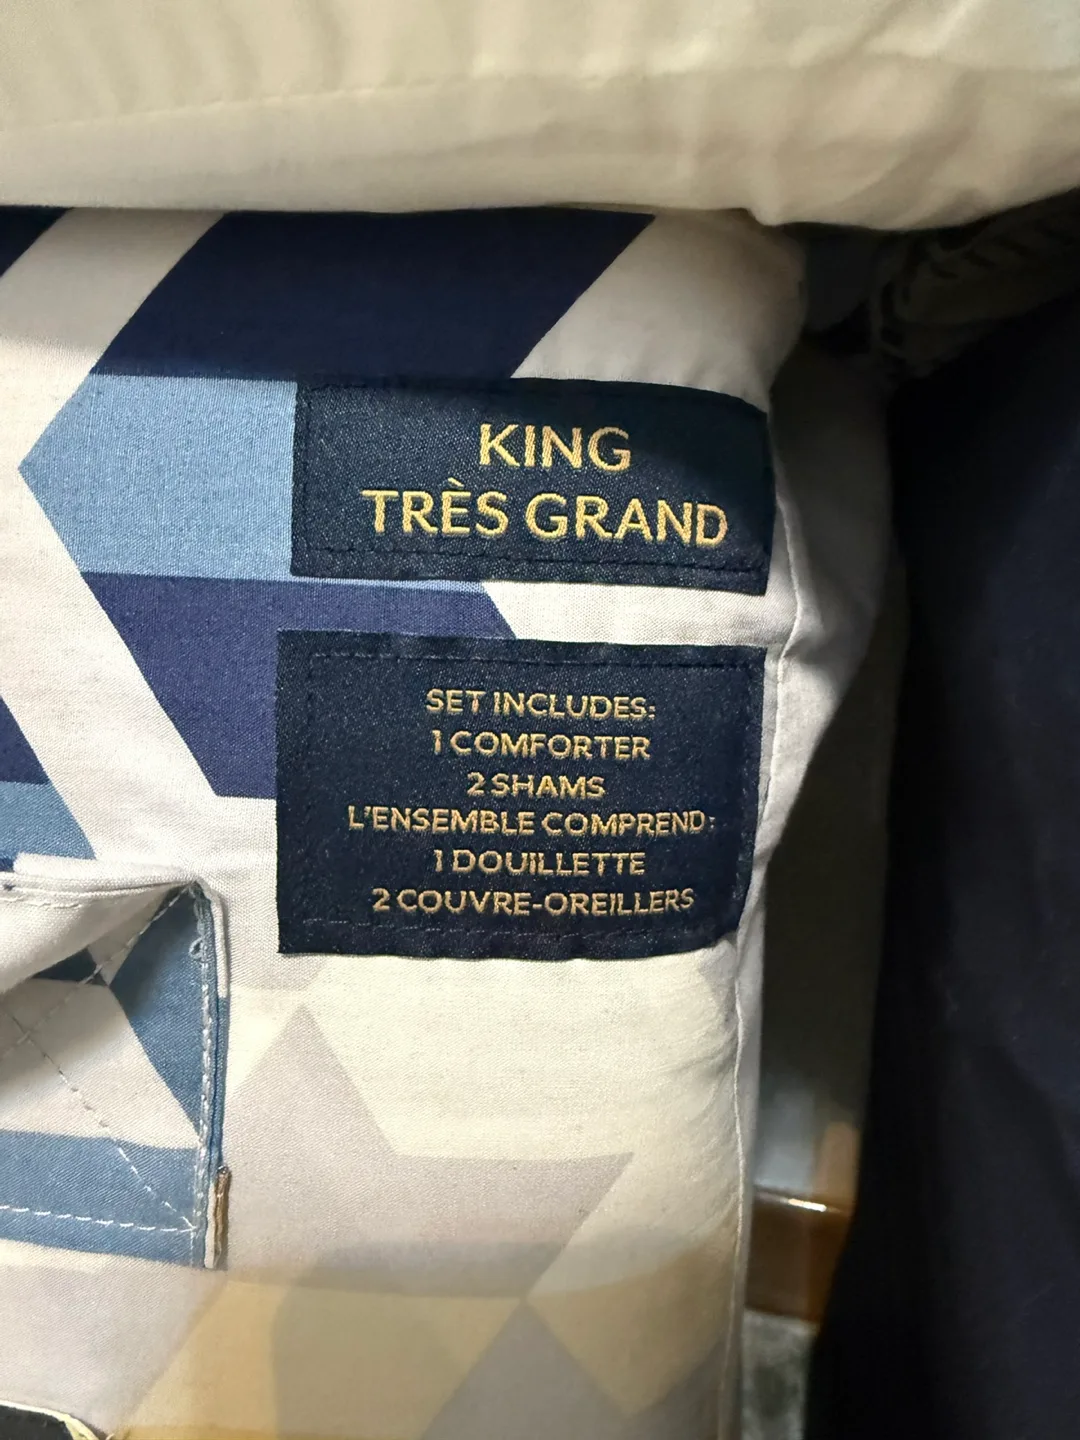 KING
TRÈS GRAND
SET INCLUDES:
1 COMFORTER
2 SHAMS
L'ENSEMBLE COMPREND:
1 DOUILLETTE
2 COUVRE-OREILLERS